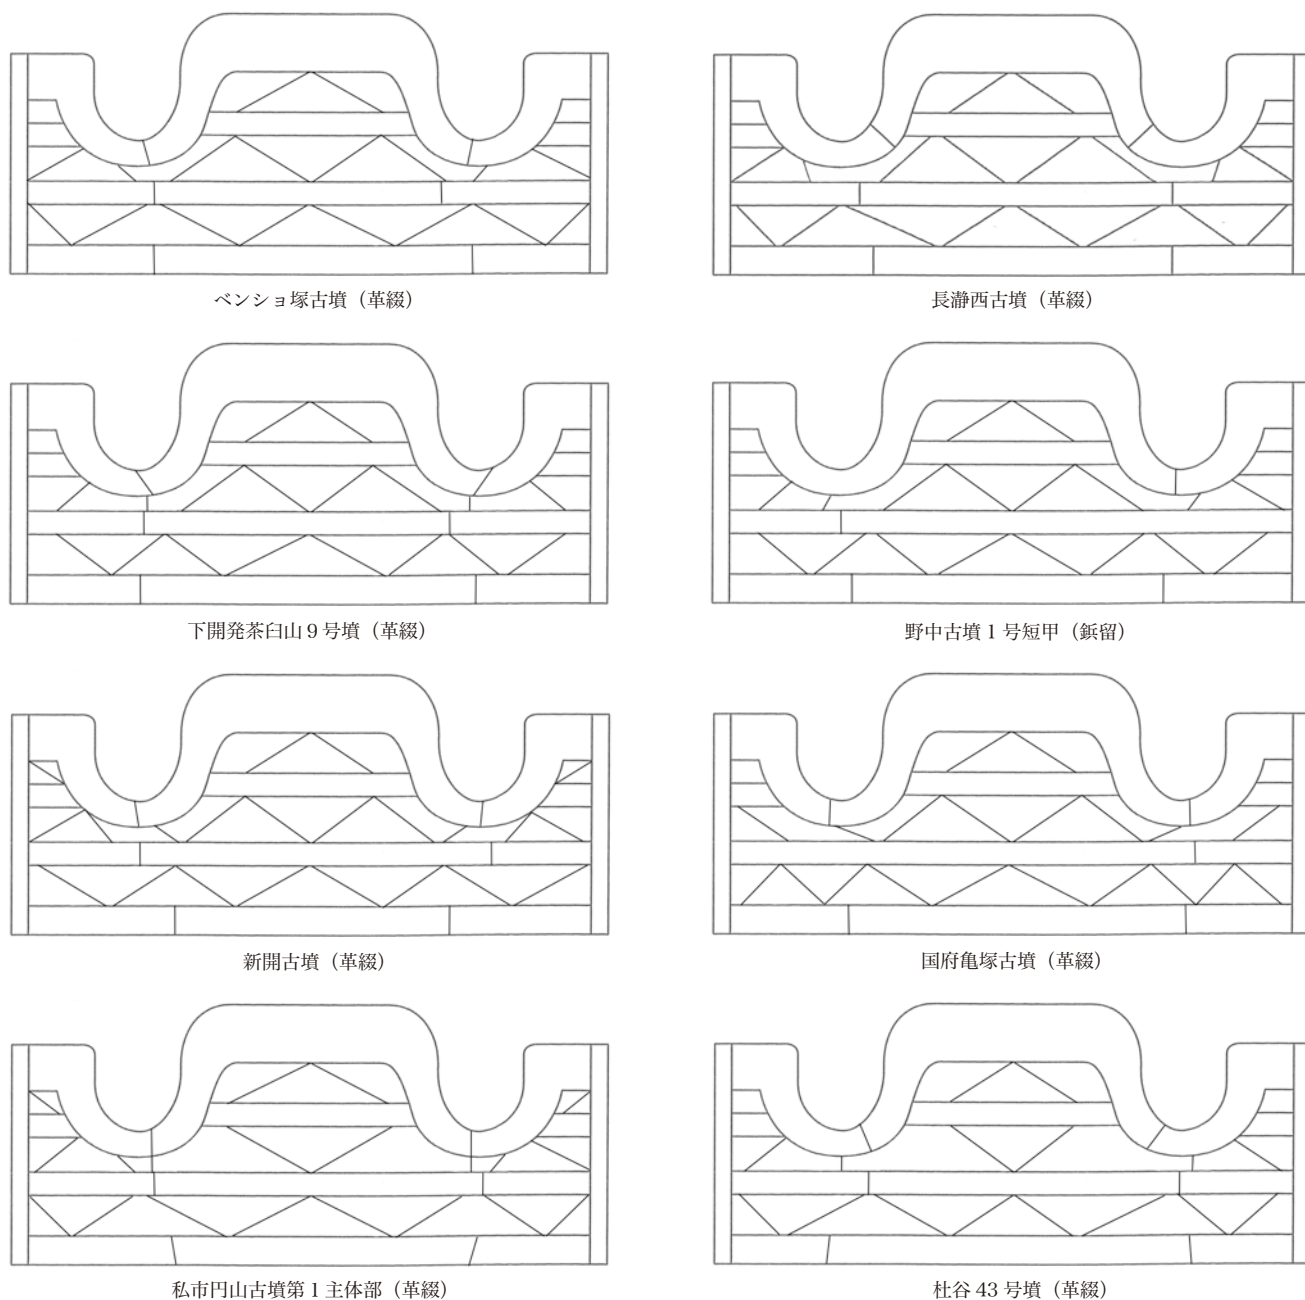 ベンショ塚古墳（革綴）
長瀞西古墳（革綴）
下開発茶臼山 9 号墳（革綴）
野中古墳 1 号短甲（鋲留）
新開古墳（革綴）
国府亀塚古墳（革綴）
私市円山古墳第 1 主体部（革綴）
杜谷 43 号墳（革綴）